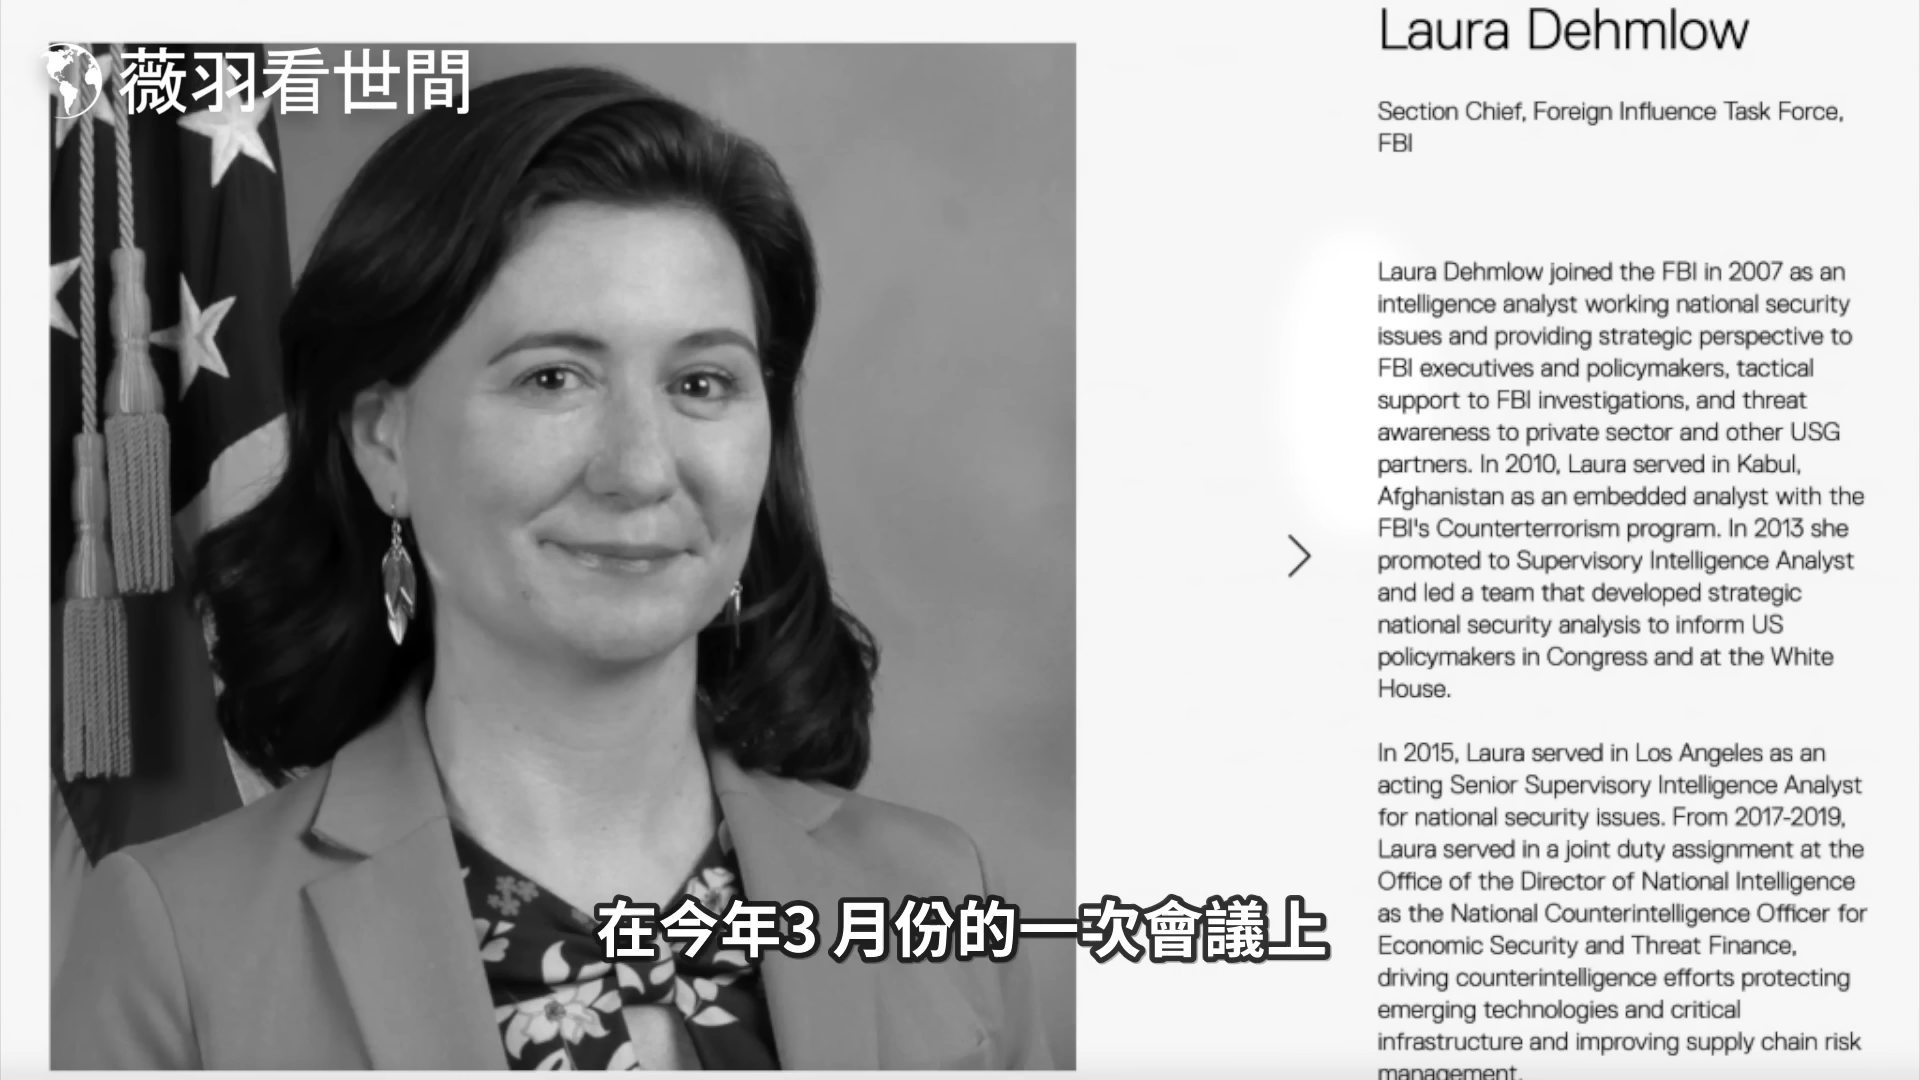 薇羽看世間
Laura Dehmlow
Section Chief, Foreign Influence Task Force,
FBI
Laura Dehmlow joined the FBI in 2007 as an
intelligence analyst working national security
issues and providing strategic perspective to
FBI executives and policymakers, tactical
support to FBI investigations, and threat
awareness to private sector and other USG
partners. In 2010, Laura served in Kabul,
Afghanistan as an embedded analyst with the
FBI's Counterterrorism program. In 2013 she
promoted to Supervisory Intelligence Analyst
and led a team that developed strategic
national security analysis to inform US
policymakers in Congress and at the White
House.
In 2015, Laura served in Los Angeles as an
acting Senior Supervisory Intelligence Analyst
for national security issues. From 2017-2019,
Laura served in a joint duty assignment at the
Office of the Director of National Intelligence
as the National Counterintelligence Officer for
Economic Security and Threat Finance,
driving counterintelligence efforts protecting
emerging technologies and critical
infrastructure and improving supply chain risk
management.
在今年3月份的一次會議上